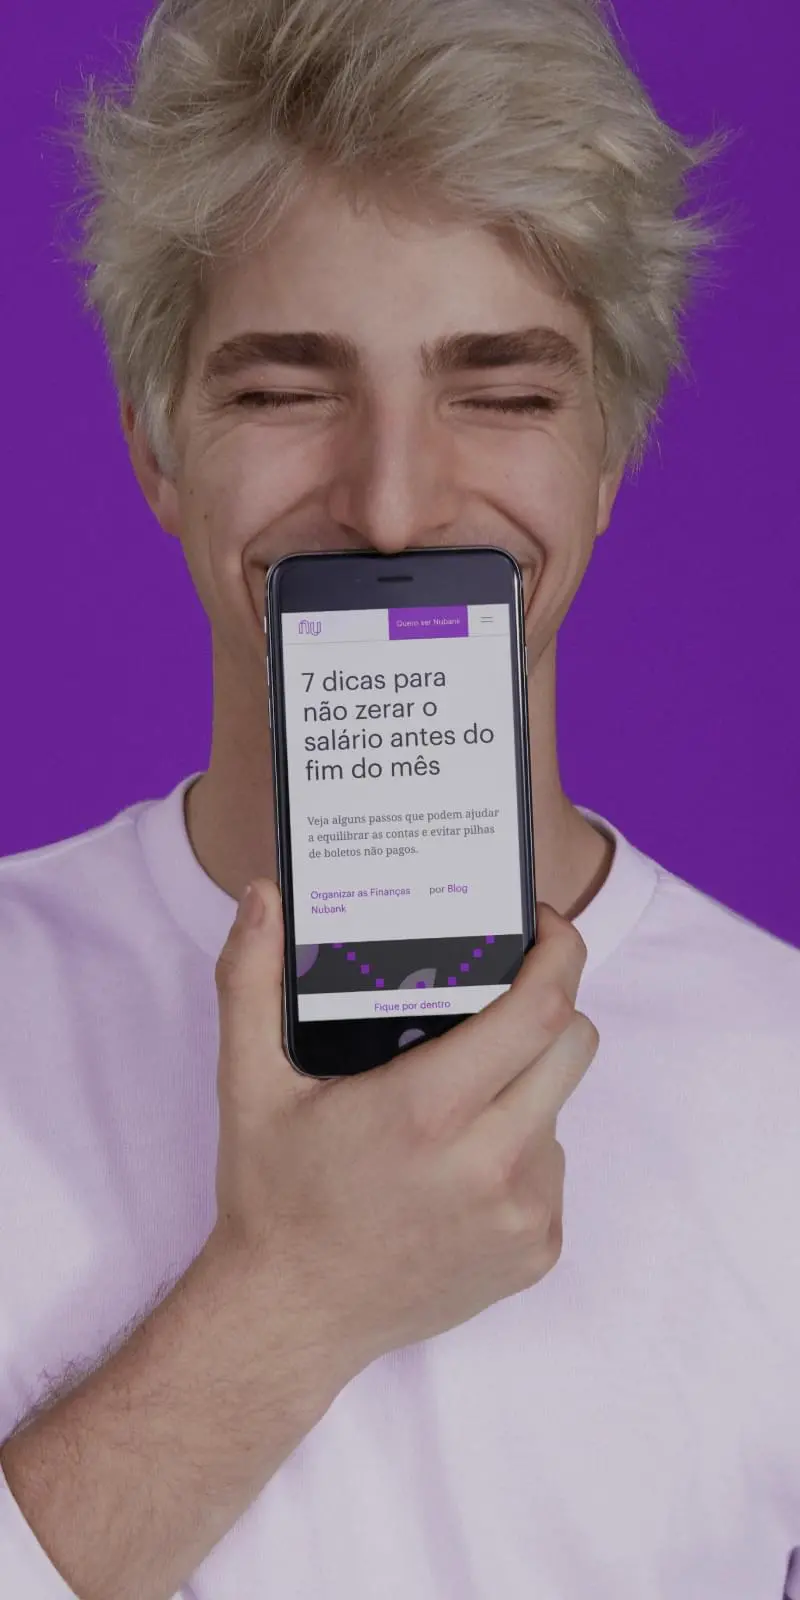 nu
Quero ser Nubank
7 dicas para
não zerar o
salário antes do
fim do mês
Veja alguns passos que podem ajudar
a equilibrar as contas e evitar pilhas
de boletos não pagos.
Organizar as Finanças por Blog
Nubank
Fique por dentro